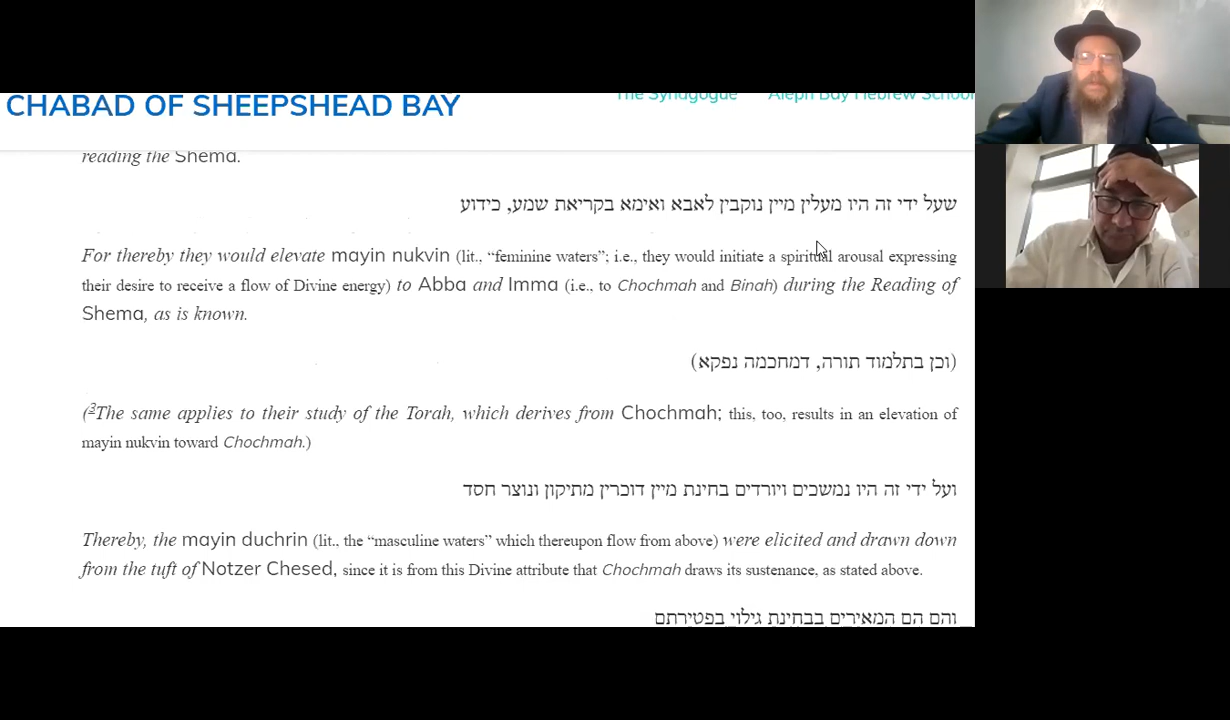 The Synagogue Aleph Bay Hebrew School
CHABAD OF SHEEPSHEAD BAY
reading the Shema.
שעל ידי זה היו מעלין מיין נוקבין לאבא ואימא בקריאת שמע, כידוע
For thereby they would elevate mayin nukvin (lit., “feminine waters”; i.e., they would initiate a spiritual arousal expressing
their desire to receive a flow of Divine energy) to Abba and Imma (i.e., to Chochmah and Binah) during the Reading of
Shema, as is known.
(וכן בתלמוד תורה, דמחכמה נפקא)
(3The same applies to their study of the Torah, which derives from Chochmah; this, too, results in an elevation of
mayin nukvin toward Chochmah.)
ועל ידי זה היו נמשכים ויורדים בחינת מיין דוכרין מתיקון ונוצר חסד
Thereby, the mayin duchrin (lit., the “masculine waters” which thereupon flow from above) were elicited and drawn down
from the tuft of Notzer Chesed, since it is from this Divine attribute that Chochmah draws its sustenance, as stated above.
והם הם המאירים בבחינת גילוי בפטירתם